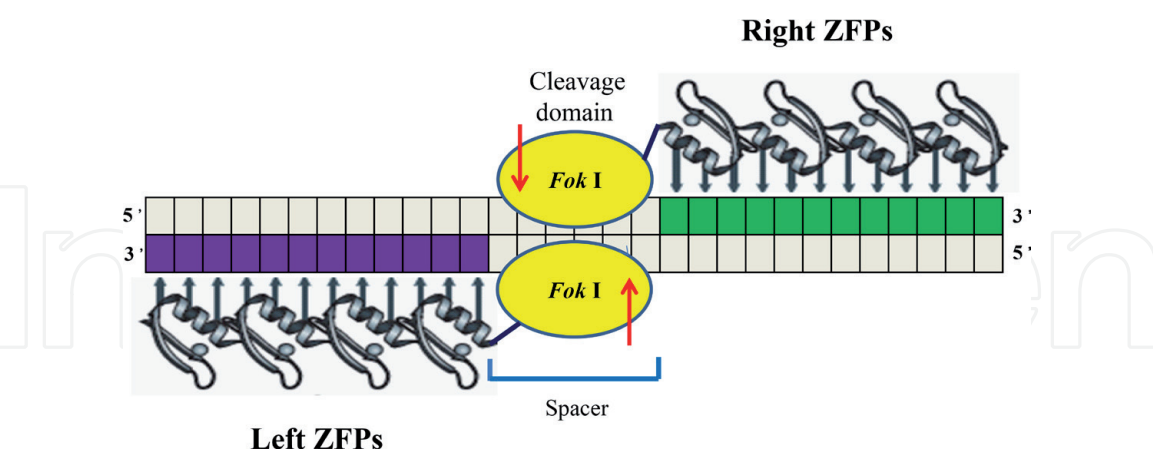 Right ZFPs
Cleavage
domain
Fok I
5' 3'
3' 5'
Fok I
Spacer
Left ZFPs